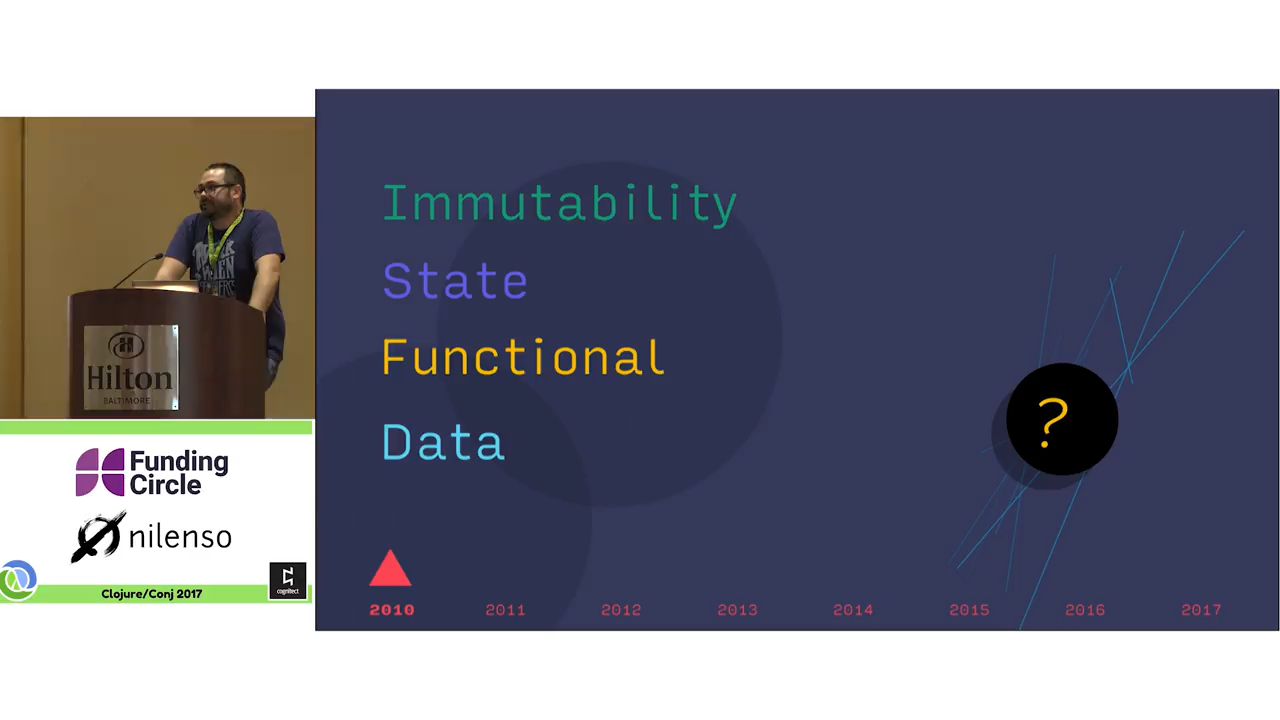 Immutability
State
Functional
Data
?
2010 2011 2012 2013 2014 2015 2016 2017
WHEN
H
Hilton
BALTIMORE
Funding
Circle
nilenso
Clojure/Conj 2017
cognitect